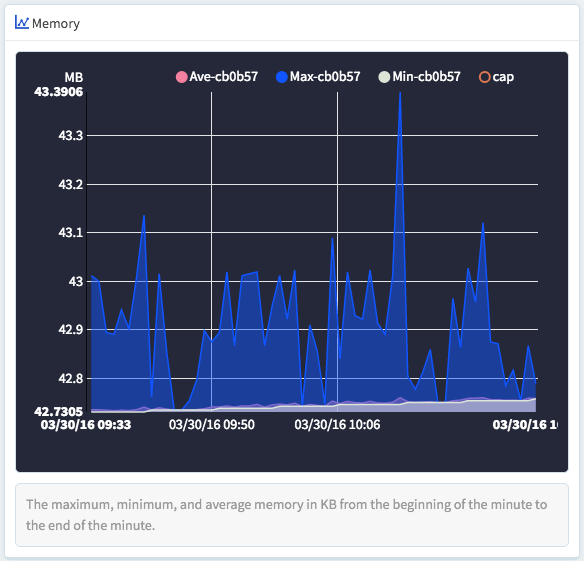 Memory
MB
Ave-cb0b57 Max-cb0b57 Min-cb0b57 cap
43.3906
43.3
43.2
43.1
43
42.9
42.8
42.7305
03/30/16 09:33 03/30/16 09:50 03/30/16 10:06 03/30/16 1
The maximum, minimum, and average memory in KB from the beginning of the minute to
the end of the minute.